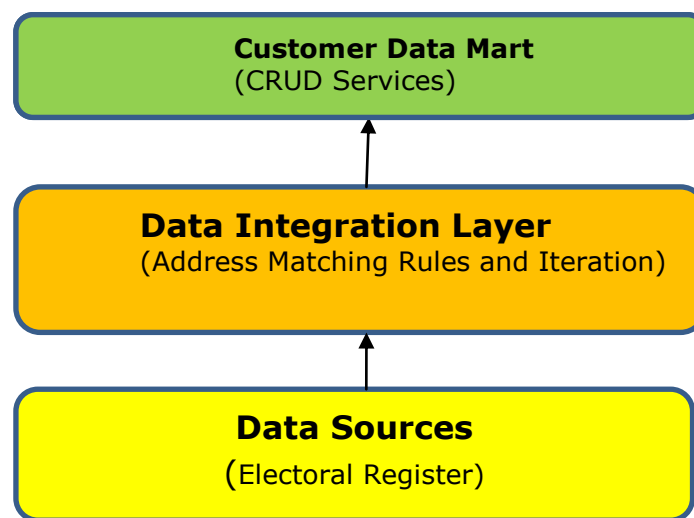 Customer Data Mart
(CRUD Services)
Data Integration Layer
(Address Matching Rules and Iteration)
Data Sources
(Electoral Register)